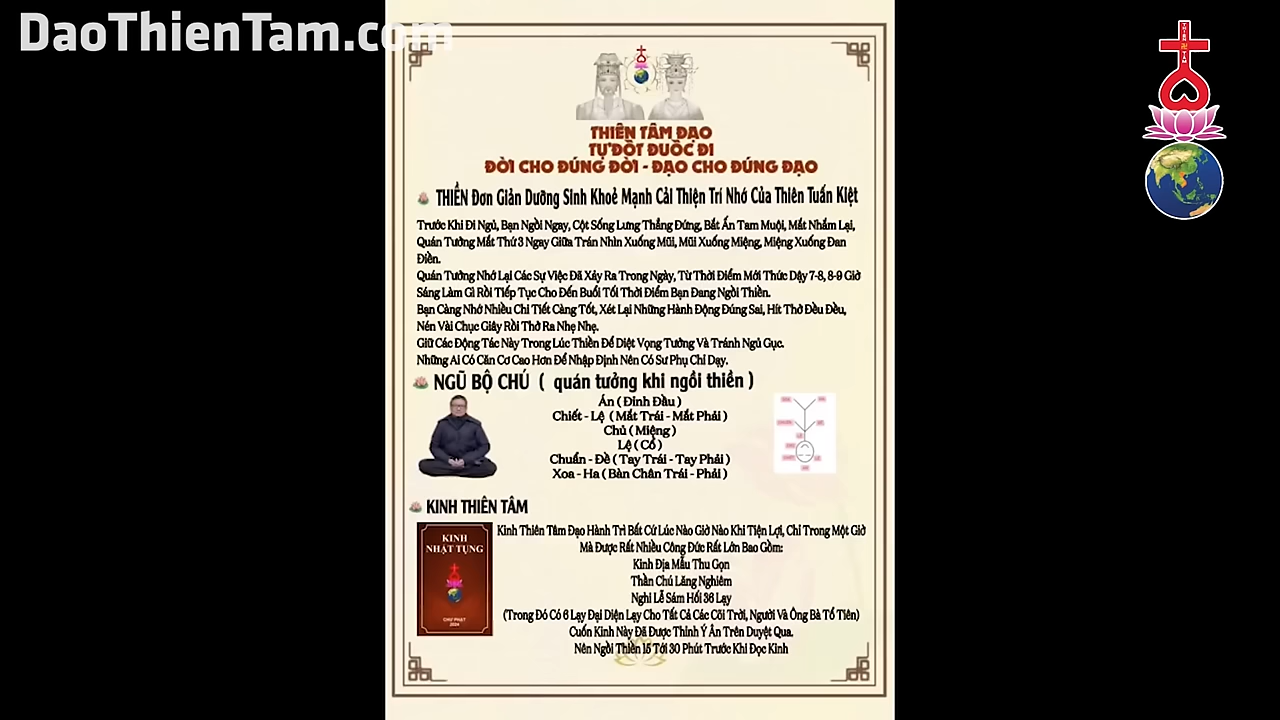 DaoThienTam.com
THIÊN TÂM
THIÊN TÂM ĐẠO
TỰ ĐỐT ĐUỐC ĐI
ĐỜI CHO ĐÚNG ĐỜI - ĐẠO CHO ĐÚNG ĐẠO
THIỀN Đơn Giản Dưỡng Sinh Khoẻ Mạnh Cải Thiện Trí Nhớ Của Thiên Tuấn Kiệt
Trước Khi Đi Ngủ, Bạn Ngồi Ngay, Cột Sống Lưng Thẳng Đứng, Bắt Ấn Tam Muội, Mắt Nhắm Lại,
Quán Tưởng Mắt Thứ 3 Ngay Giữa Trán Nhìn Xuống Mũi, Mũi Xuống Miệng, Miệng Xuống Đan
Điền.
Quán Tưởng Nhớ Lại Các Sự Việc Đã Xảy Ra Trong Ngày, Từ Thời Điểm Mới Thức Dậy 7-8, 8-9 Giờ
Sáng Làm Gì Rồi Tiếp Tục Cho Đến Buổi Tối Thời Điểm Bạn Đang Ngồi Thiền.
Bạn Càng Nhớ Nhiều Chi Tiết Càng Tốt, Xét Lại Những Hành Động Đúng Sai, Hít Thở Đều Đều,
Nén Vài Chục Giây Rồi Thở Ra Nhẹ Nhẹ.
Giữ Các Động Tác Này Trong Lúc Thiền Để Diệt Vọng Tưởng Và Tránh Ngủ Gục.
Những Ai Có Căn Cơ Cao Hơn Để Nhập Định Nên Có Sư Phụ Chỉ Dạy.
NGŨ BỘ CHÚ ( quán tưởng khi ngồi thiền )
Án ( Đỉnh Đầu )
Chiết - Lệ ( Mắt Trái - Mắt Phải )
Chủ ( Miệng )
Lệ ( Cổ )
Chuẩn - Đề ( Tay Trái - Tay Phải )
Xoa - Ha ( Bàn Chân Trái - Phải )
KINH THIÊN TÂM
KINH
NHẬT TỤNG
CHƯ PHẬT
2024
Kinh Thiên Tâm Đạo Hành Trì Bất Cứ Lúc Nào Giờ Nào Khi Tiện Lợi, Chỉ Trong Một Giờ
Mà Được Rất Nhiều Công Đức Rất Lớn Bao Gồm:
Kinh Địa Mẫu Thu Gọn
Thần Chú Lăng Nghiêm
Nghi Lễ Sám Hối 36 Lạy
(Trong Đó Có 6 Lạy Đại Diện Lạy Cho Tất Cả Các Cõi Trời, Người Và Ông Bà Tổ Tiên)
Cuốn Kinh Này Đã Được Thỉnh Ý Ân Trên Duyệt Qua.
Nên Ngồi Thiền 15 Tới 30 Phút Trước Khi Đọc Kinh